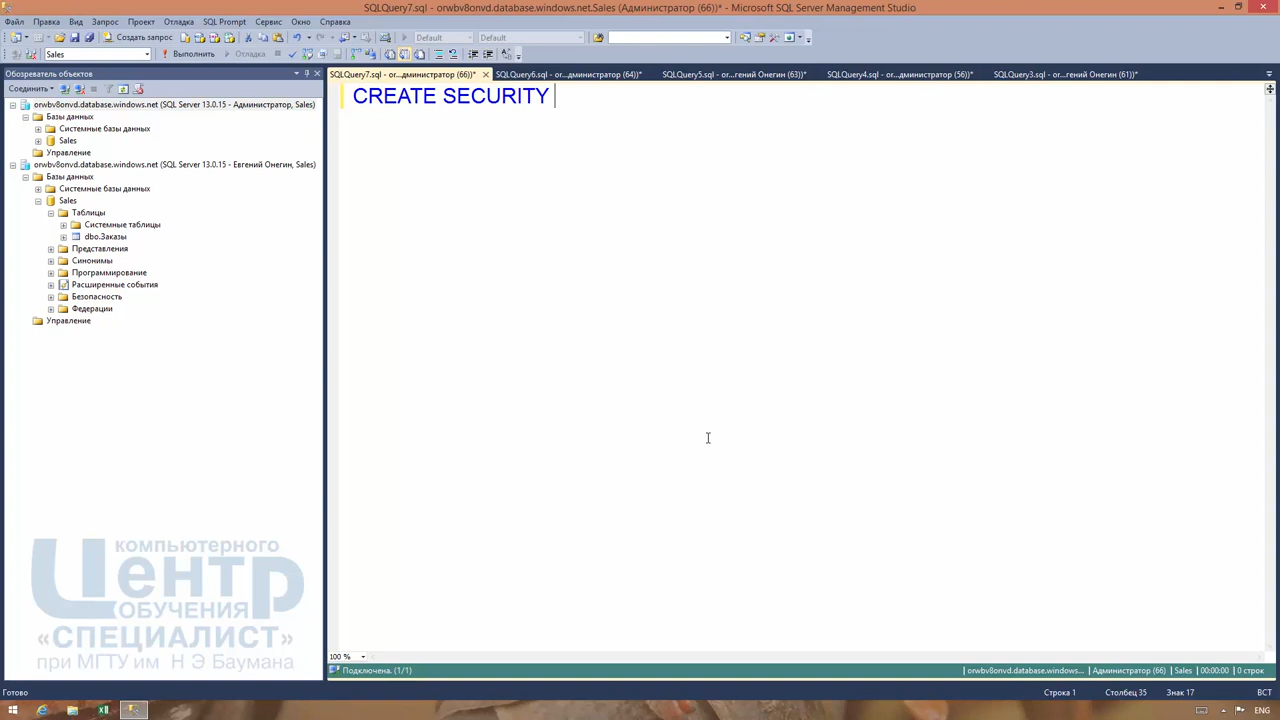 SQLQuery7.sql - orwbv8onvd.database.windows.net.Sales (Администратор (66))* - Microsoft SQL Server Management Studio
Файл Правка Вид Запрос Проект Отладка SQL Prompt Сервис Окно Справка
Создать запрос Default Default
Sales Выполнить Отладка
Обозреватель объектов
SQLQuery7.sql - or...дминистратор (66))* SQLQuery6.sql - or...дминистратор (64))* SQLQuery5.sql - or...гений Онегин (63))* SQLQuery4.sql - or...дминистратор (56))* SQLQuery3.sql - or...гений Онегин (61))*
Соединить
CREATE SECURITY
orwbv8onvd.database.windows.net (SQL Server 13.0.15 - Администратор, Sales)
Базы данных
Системные базы данных
Sales
Управление
orwbv8onvd.database.windows.net (SQL Server 13.0.15 - Евгений Онегин, Sales)
Базы данных
Системные базы данных
Sales
Таблицы
Системные таблицы
dbo.Заказы
Представления
Синонимы
Программирование
Расширенные события
Безопасность
Федерации
Управление
компьютерного
Центр
ОБУЧЕНИЯ
«СПЕЦИАЛИСТ»
при МГТУ им Н Э Баумана
100 %
Подключена. (1/1) orwbv8onvd.database.windows... Администратор (66) Sales 00:00:00 0 строк
Готово Строка 1 Столбец 35 Знак 17 ВСТ
ENG